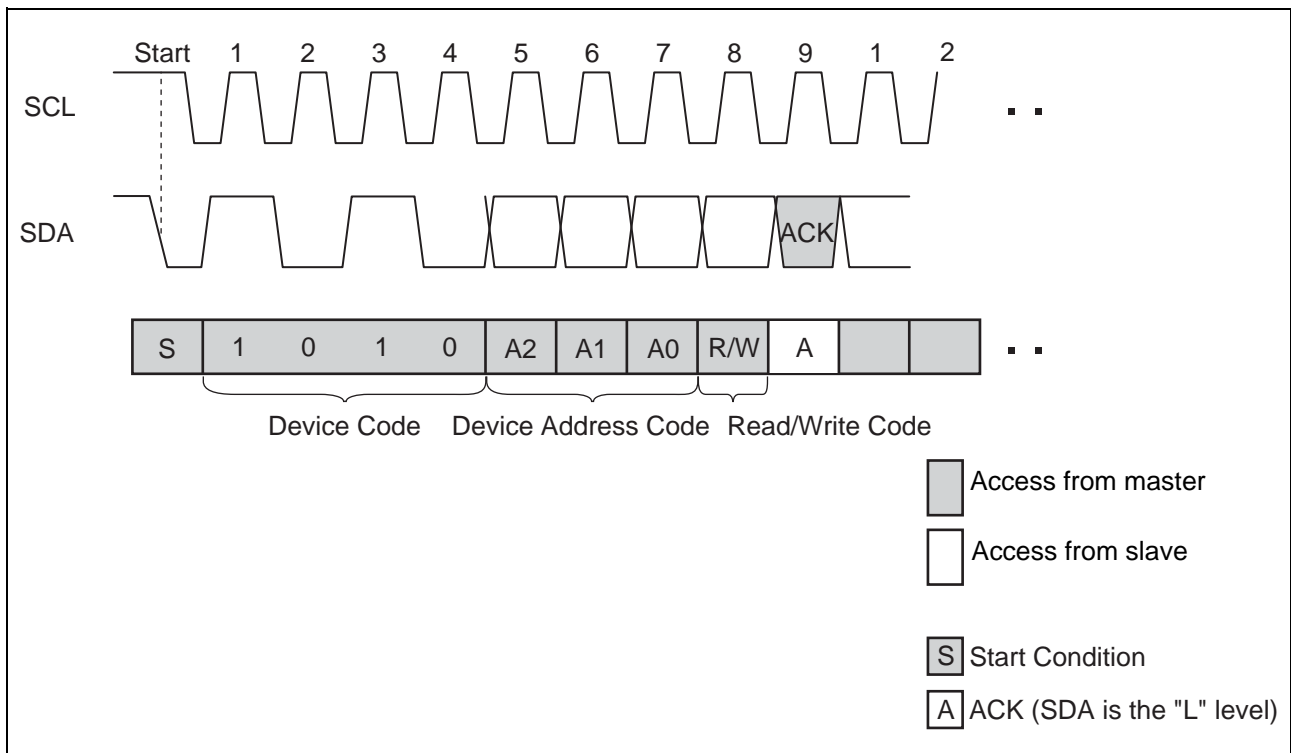 Start 1 2 3 4 5 6 7 8 9 1 2
SCL
SDA
ACK
S 1 0 1 0 A2 A1 A0 R/W A
Device Code Device Address Code Read/Write Code
Access from master
Access from slave
S Start Condition
A ACK (SDA is the "L" level)